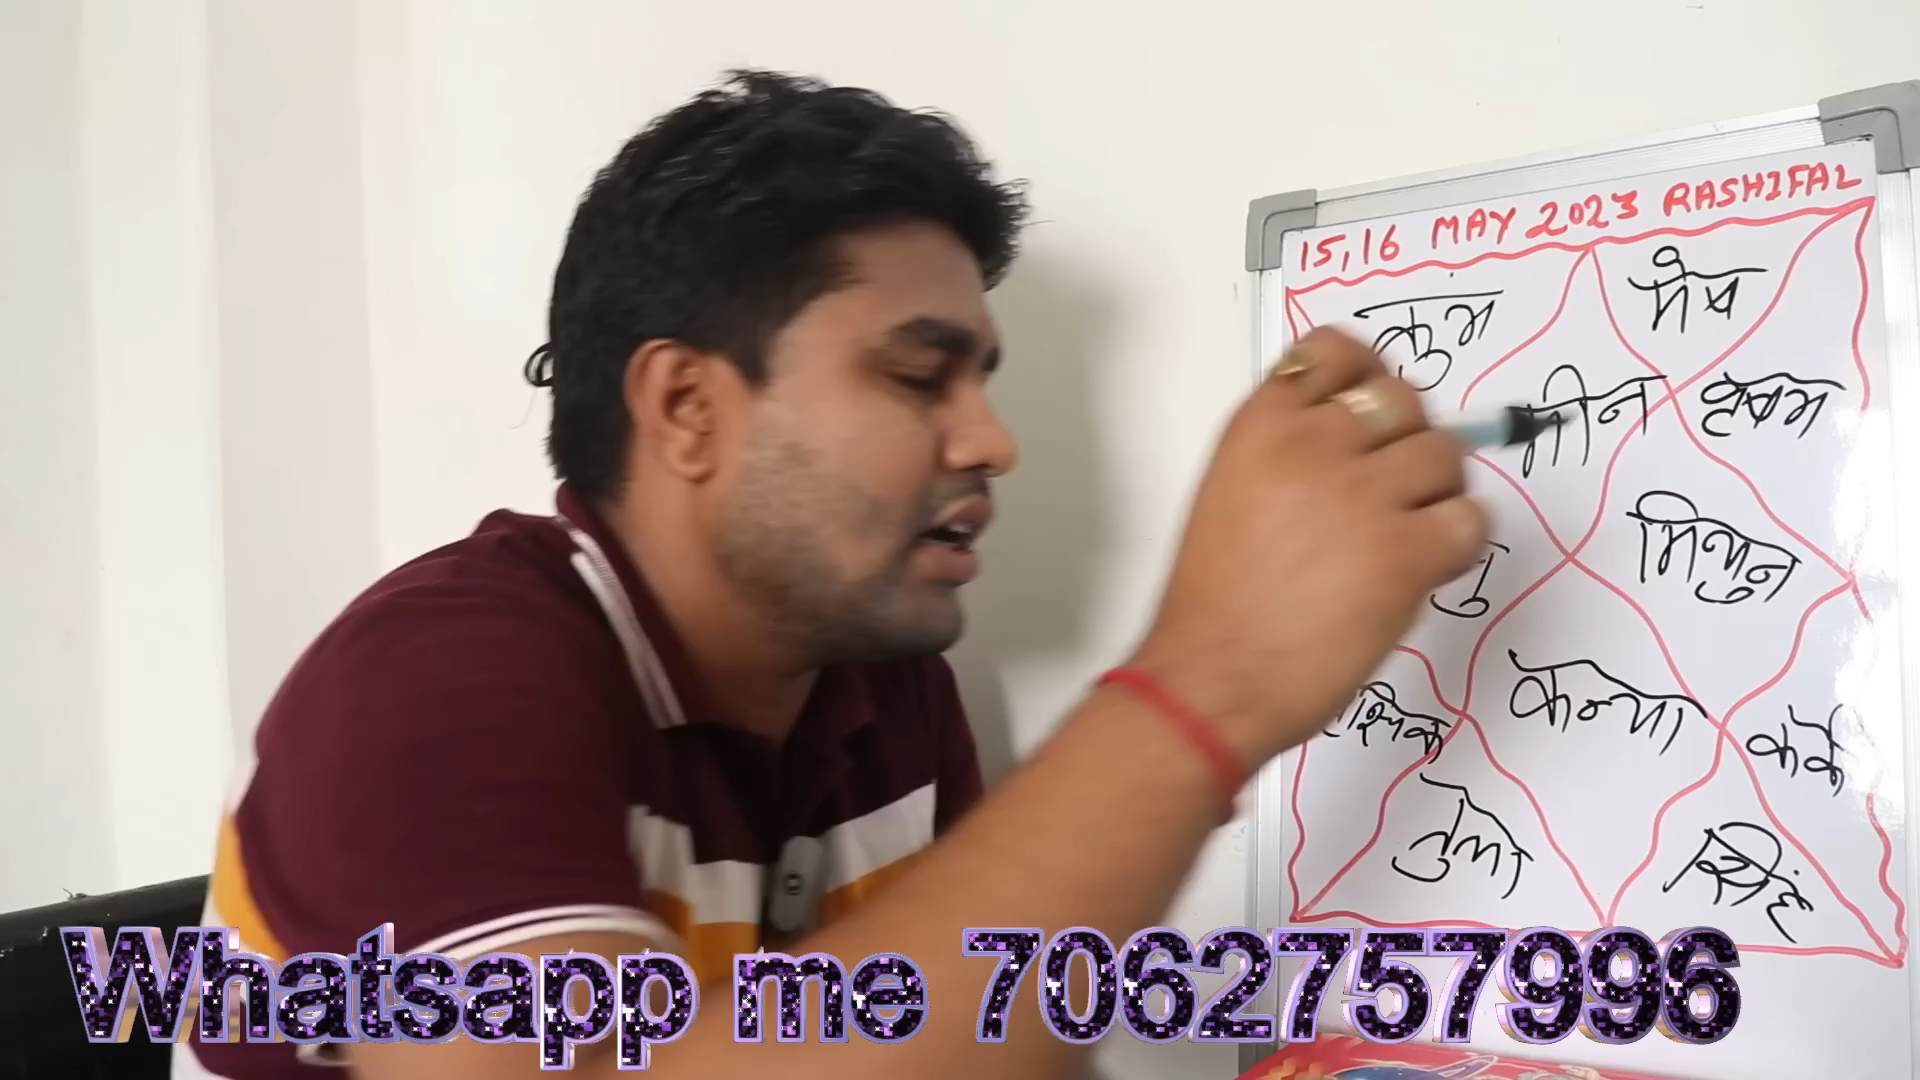 15,16 MAY 2023 RASHIFAL
कुम
मेष
मीन
वृषभ
मिथुन
कन्या
कर्क
तुला
सिंह
Whatsapp me 7062757996